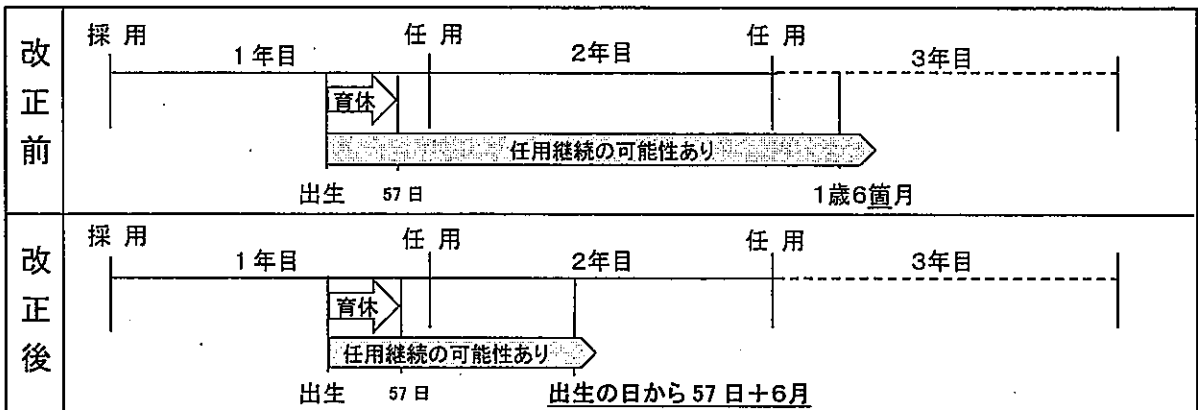 改正前
採用 任用 任用
1年目 2年目 3年目
育休
任用継続の可能性あり
出生 57日 1歳6箇月
改正後
採用 任用 任用
1年目 2年目 3年目
育休
任用継続の可能性あり
出生 57日 出生の日から57日+6月